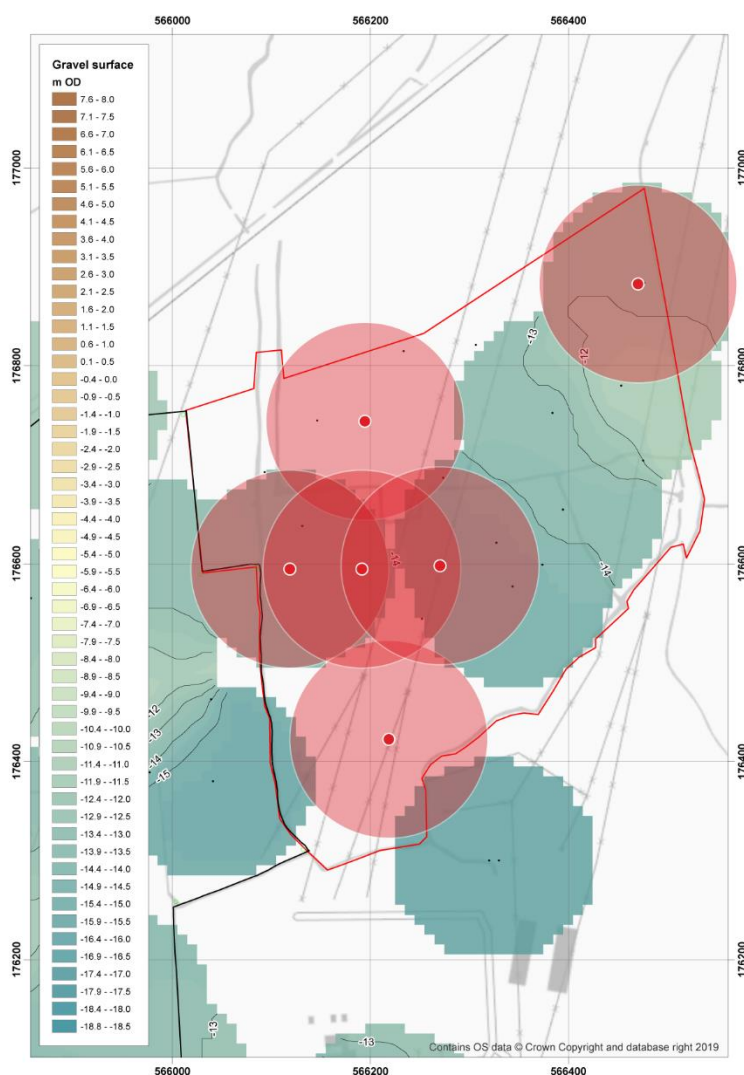 566000
566200
566400
Gravel surface
m OD
7.6 - 8.0
7.1 - 7.5
6.6 - 7.0
6.1 - 6.5
5.6 - 6.0
5.1 - 5.5
4.6 - 5.0
4.1 - 4.5
3.6 - 4.0
3.1 - 3.5
2.6 - 3.0
2.1 - 2.5
1.6 - 2.0
1.1 - 1.5
0.6 - 1.0
0.1 - 0.5
-0.4 - 0.0
-0.9 - -0.5
-1.4 - -1.0
-1.9 - -1.5
-2.4 - -2.0
-2.9 - -2.5
-3.4 - -3.0
-3.9 - -3.5
-4.4 - -4.0
-4.9 - -4.5
-5.4 - -5.0
-5.9 - -5.5
-6.4 - -6.0
-6.9 - -6.5
-7.4 - -7.0
-7.9 - -7.5
-8.4 - -8.0
-8.9 - -8.5
-9.4 - -9.0
-9.9 - -9.5
-10.4 - -10.0
-10.9 - -10.5
-11.4 - -11.0
-11.9 - -11.5
-12.4 - -12.0
-12.9 - -12.5
-13.4 - -13.0
-13.9 - -13.5
-14.4 - -14.0
-14.9 - -14.5
-15.4 - -15.0
-15.9 - -15.5
-16.4 - -16.0
-16.9 - -16.5
-17.4 - -17.0
-17.9 - -17.5
-18.4 - -18.0
-18.8 - -18.5
177000
177000
-13
-12
176800
176800
-14
-14
176600
176600
-12
-13
-14
-15
176400
176400
176200
176200
-13
-13
Contains OS data © Crown Copyright and database right 2019
566000
566200
566400